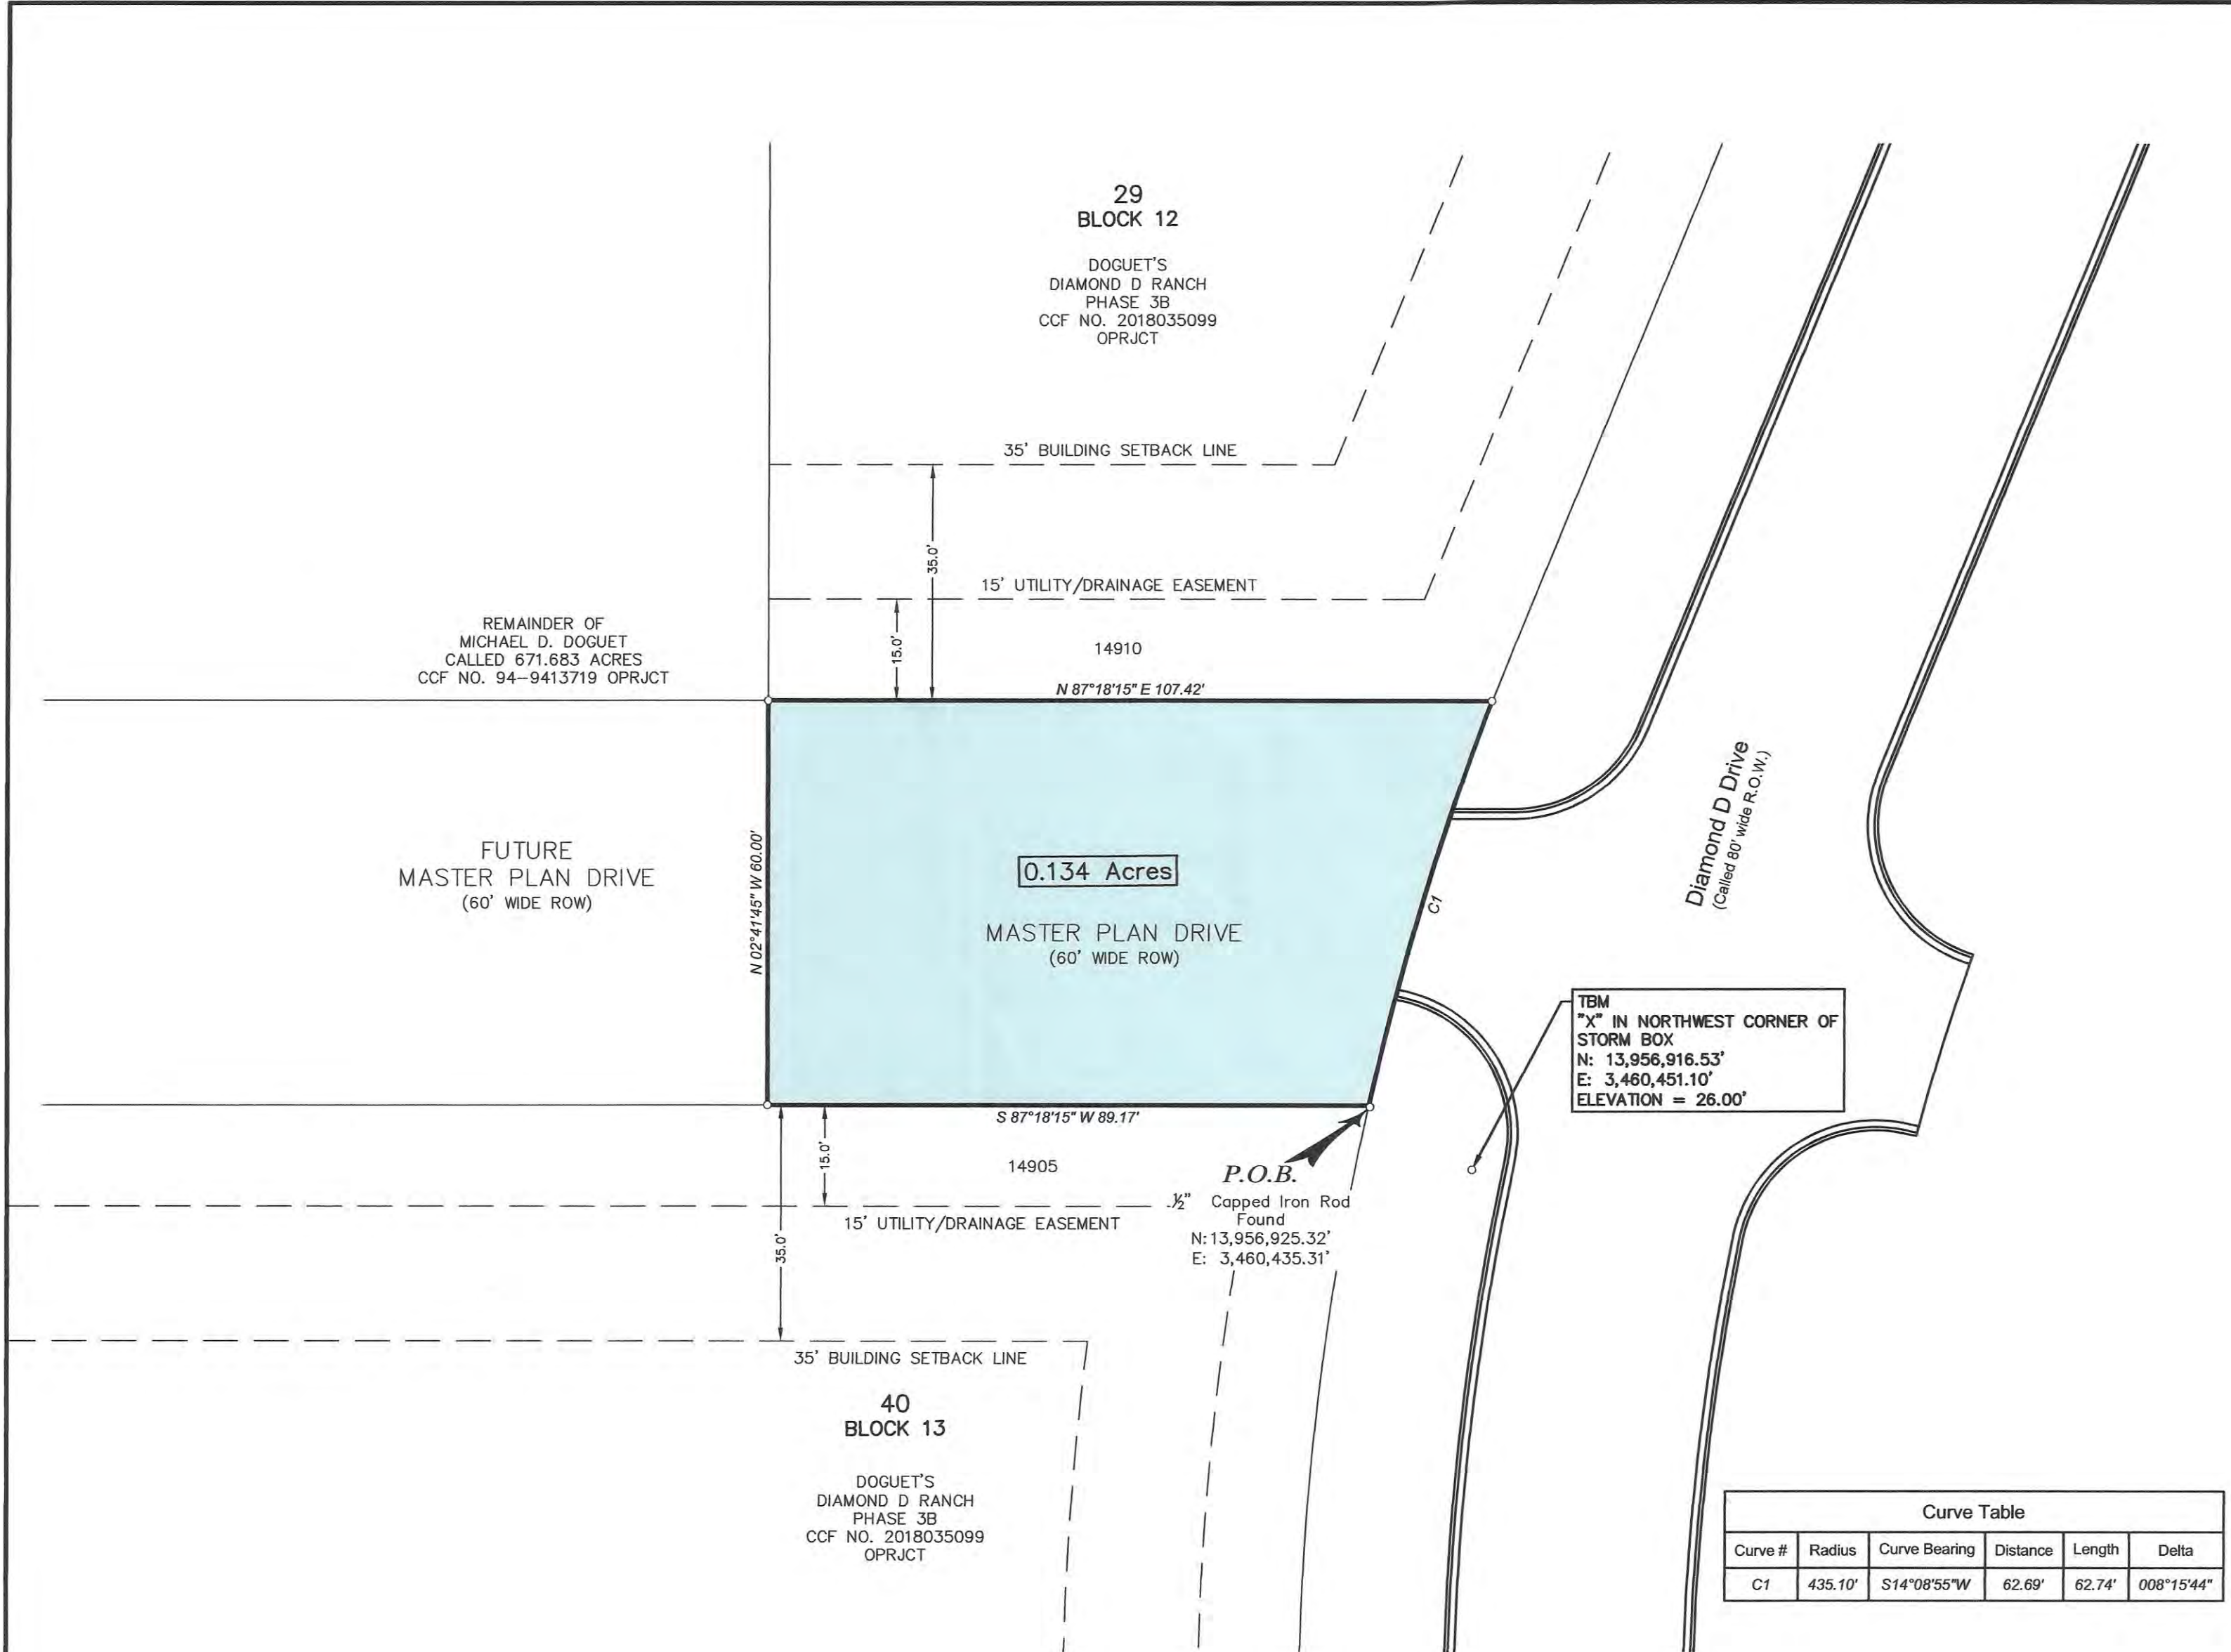 29
BLOCK 12
DOGUET'S
DIAMOND D RANCH
PHASE 3B
CCF NO. 2018035099
OPRJCT
35' BUILDING SETBACK LINE
35.0'
15' UTILITY/DRAINAGE EASEMENT
15.0'
14910
REMAINDER OF
MICHAEL D. DOGUET
CALLED 671.683 ACRES
CCF NO. 94-9413719 OPRJCT
N 87°18'15" E 107.42'
FUTURE
MASTER PLAN DRIVE
(60' WIDE ROW)
N 02°41'45" W 60.00'
0.134 Acres
MASTER PLAN DRIVE
(60' WIDE ROW)
C1
Diamond D Drive
(Called 80' wide R.O.W.)
TBM
"X" IN NORTHWEST CORNER OF
STORM BOX
N: 13,956,916.53'
E: 3,460,451.10'
ELEVATION = 26.00'
S 87°18'15" W 89.17'
15.0'
14905
P.O.B.
½" Capped Iron Rod
Found
N:13,956,925.32'
E: 3,460,435.31'
15' UTILITY/DRAINAGE EASEMENT
35.0'
35' BUILDING SETBACK LINE
40
BLOCK 13
DOGUET'S
DIAMOND D RANCH
PHASE 3B
CCF NO. 2018035099
OPRJCT
Curve Table
Curve # Radius Curve Bearing Distance Length Delta
C1 435.10' S14°08'55"W 62.69' 62.74' 008°15'44"